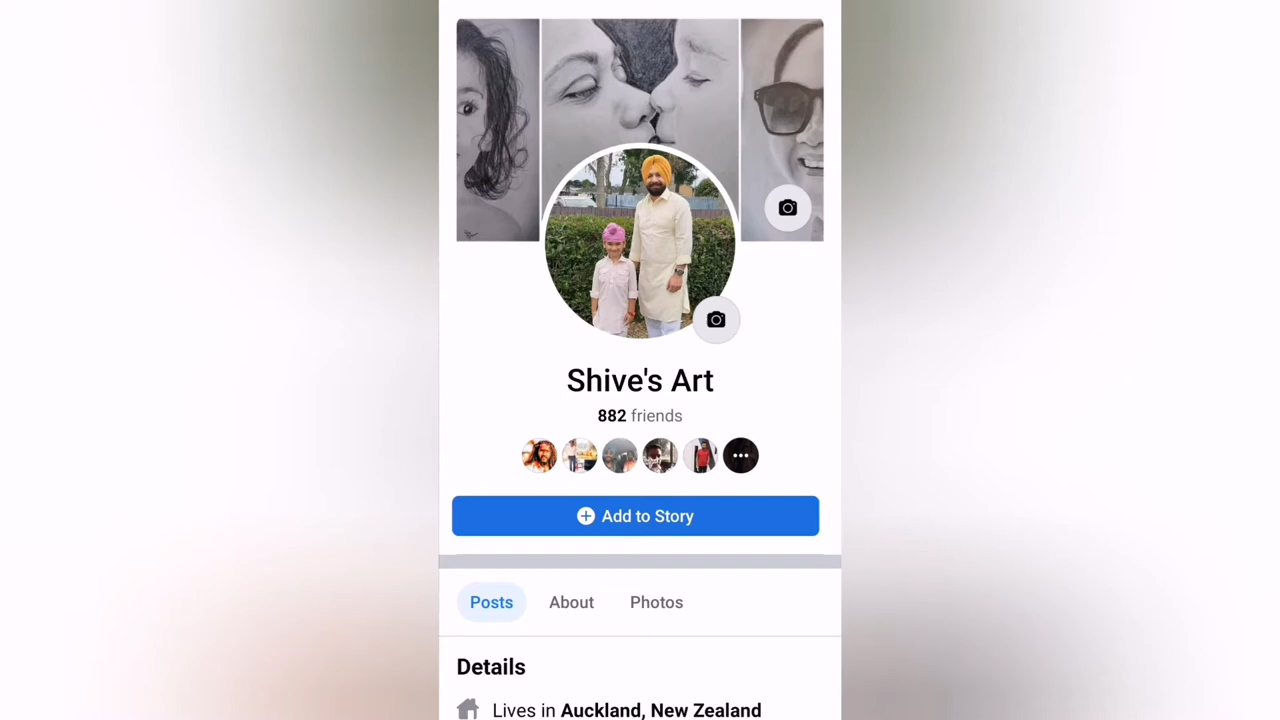 Shive's Art
882 friends
Add to Story
Posts About Photos
Details
Lives in Auckland, New Zealand